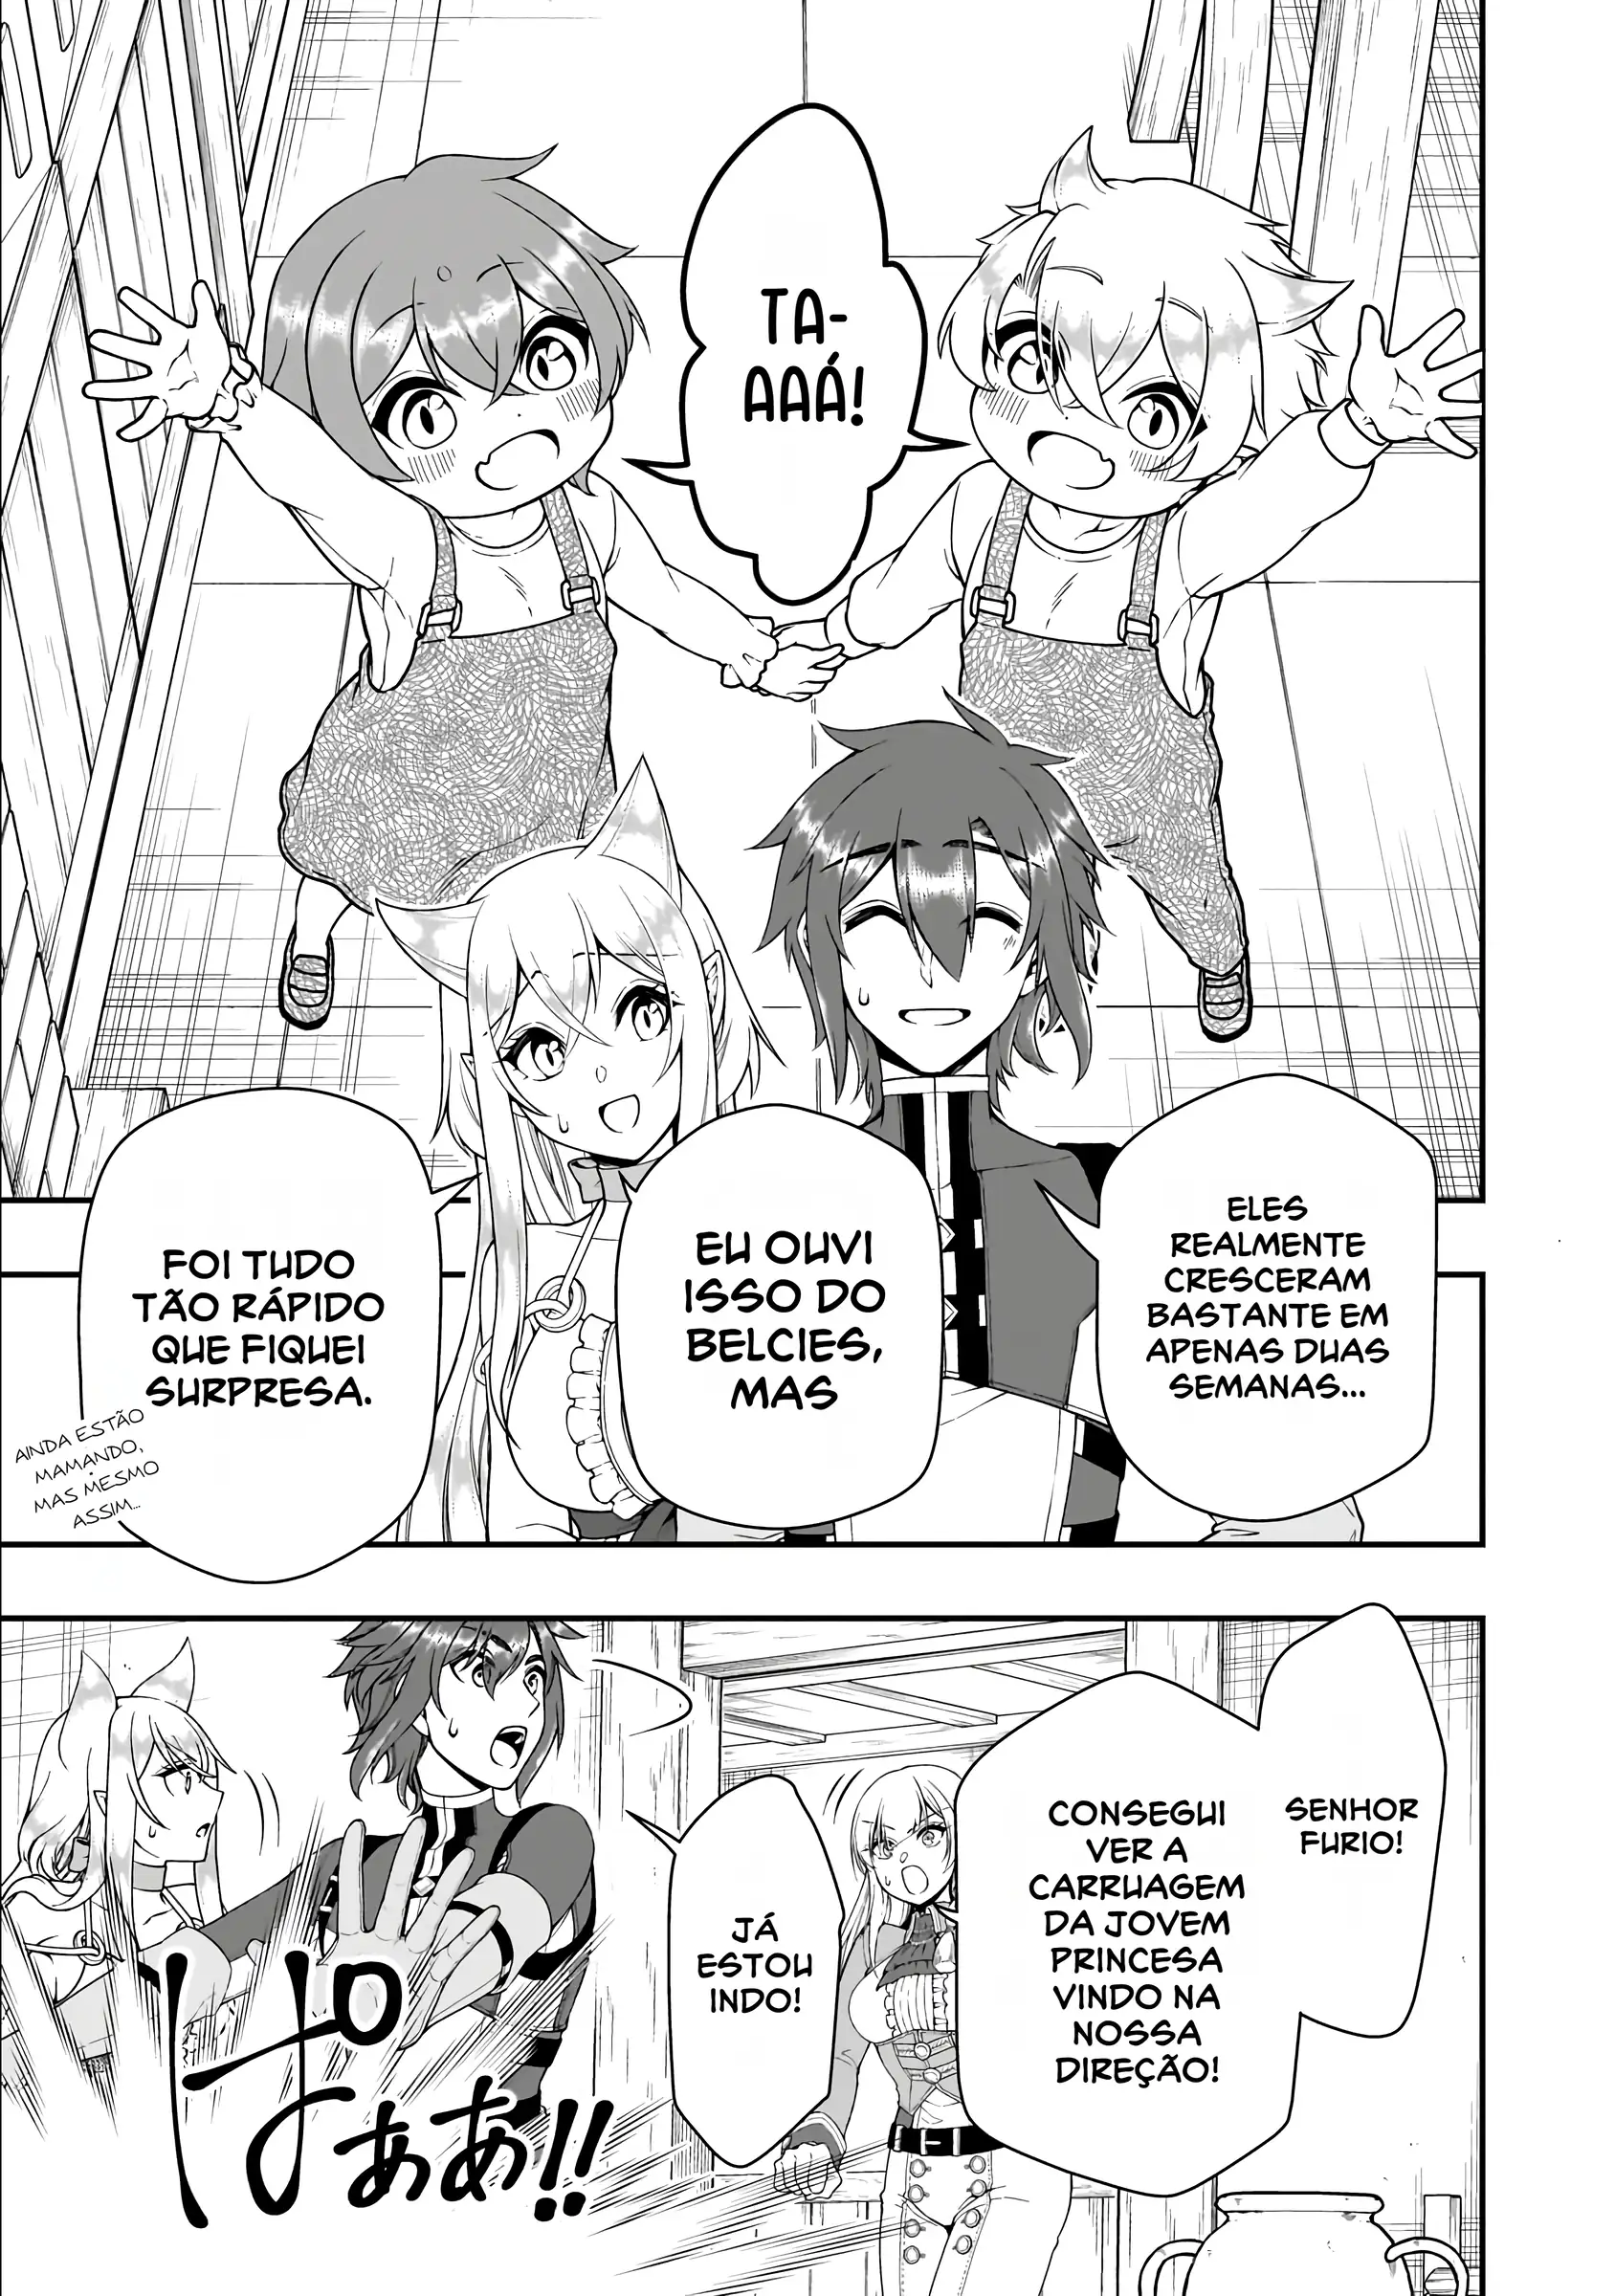 TA-
AAÁ!
ELES
REALMENTE
CRESCERAM
BASTANTE EM
APENAS DUAS
SEMANAS...
EU OUVI
ISSO DO
BELCIES,
MAS
FOI TUDO
TÃO RÁPIDO
QUE FIQUEI
SURPRESA.
AINDA ESTÃO
MAMANDO,
MAS MESMO
ASSIM...
SENHOR
FURIO!
CONSEGUI
VER A
CARRUAGEM
DA JOVEM
PRINCESA
VINDO NA
NOSSA
DIREÇÃO!
JÁ
ESTOU
INDO!
ぱああ!!